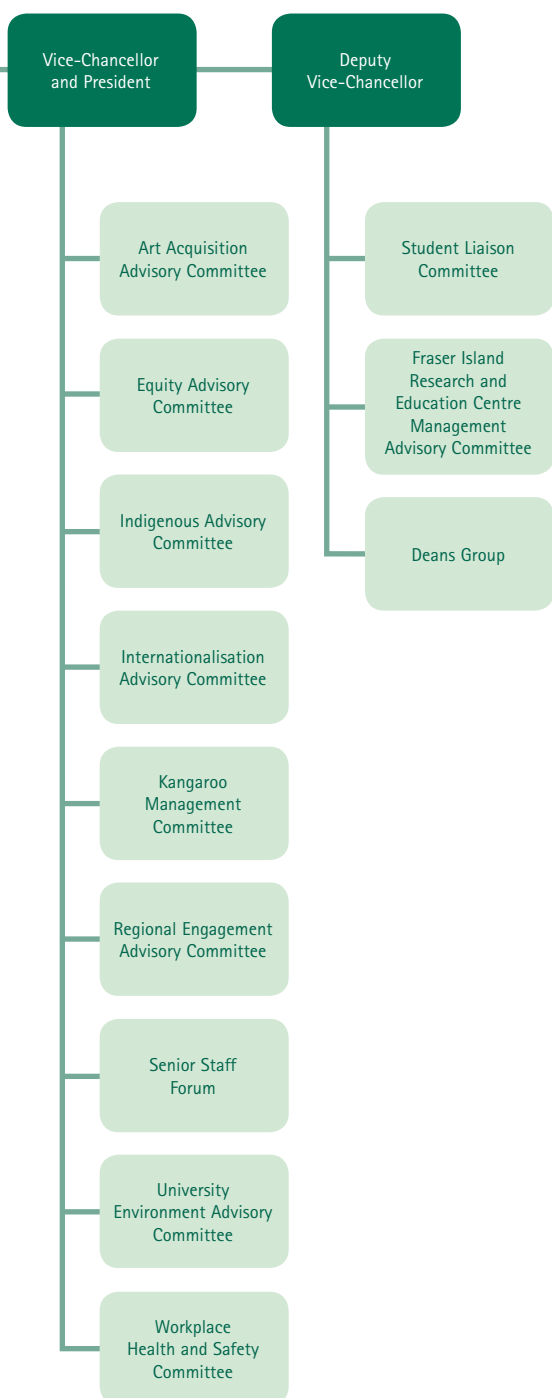 Vice-Chancellor
and President
Deputy
Vice-Chancellor
Art Acquisition
Advisory Committee
Equity Advisory
Committee
Indigenous Advisory
Committee
Internationalisation
Advisory Committee
Kangaroo
Management
Committee
Regional Engagement
Advisory Committee
Senior Staff
Forum
University
Environment Advisory
Committee
Workplace
Health and Safety
Committee
Student Liaison
Committee
Fraser Island
Research and
Education Centre
Management
Advisory Committee
Deans Group